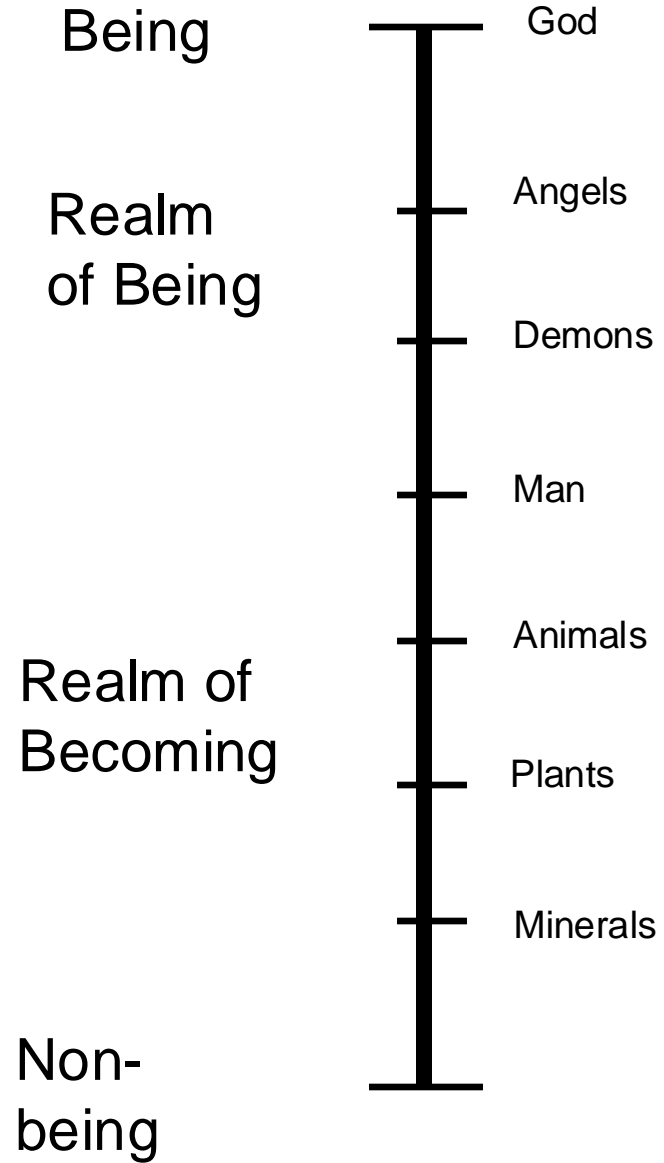 Being
God
Angels
Realm
of Being
Demons
Man
Animals
Realm of
Becoming
Plants
Minerals
Non-
being